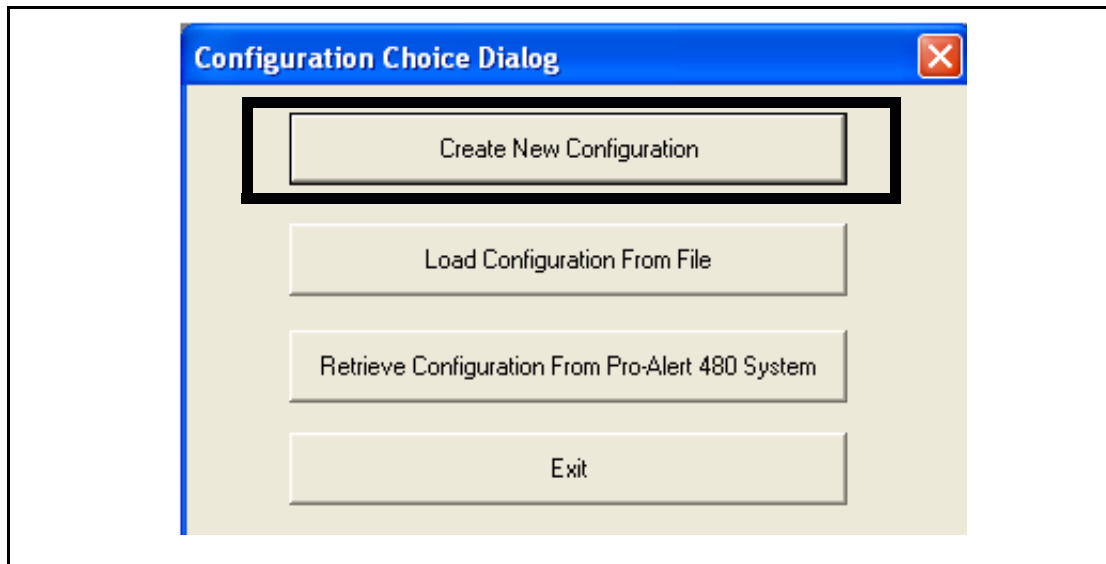 Configuration Choice Dialog
Create New Configuration
Load Configuration From File
Retrieve Configuration From Pro-Alert 480 System
Exit